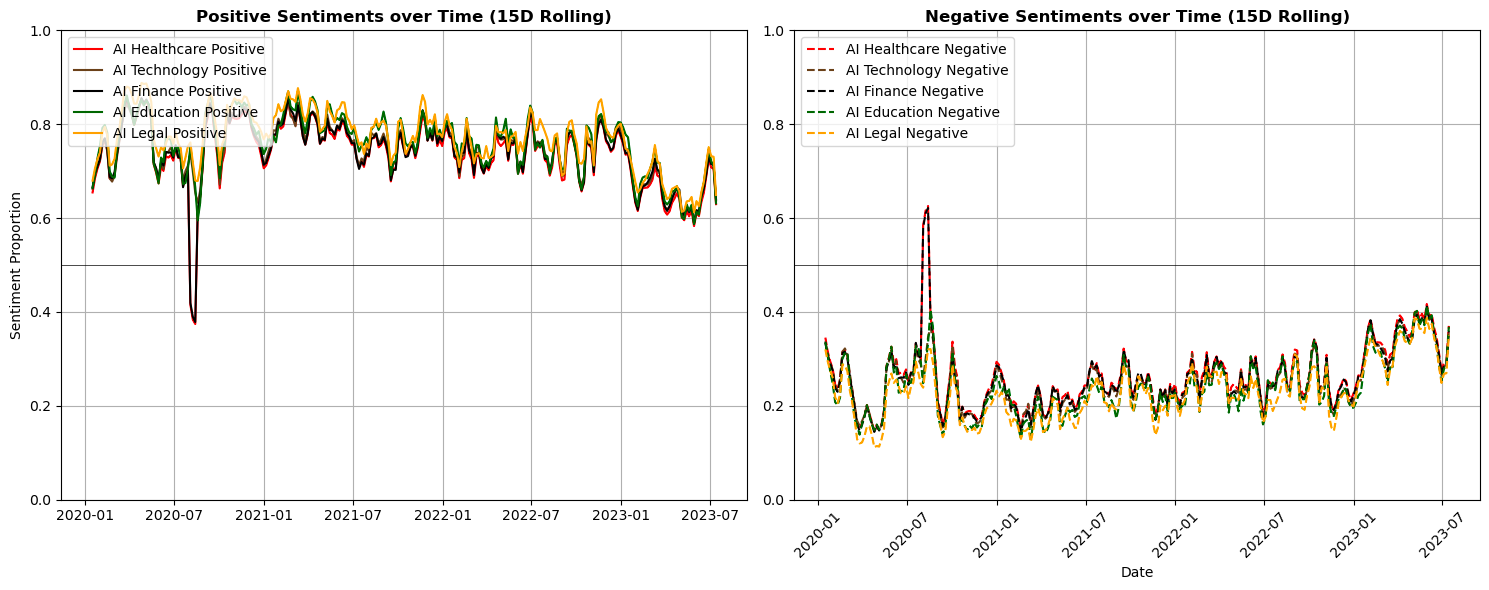 Positive Sentiments over Time (15D Rolling)
Sentiment Proportion
1.0
0.8
0.6
0.4
0.2
0.0
AI Healthcare Positive
AI Technology Positive
AI Finance Positive
AI Education Positive
AI Legal Positive
2020-01 2020-07 2021-01 2021-07 2022-01 2022-07 2023-01 2023-07
Negative Sentiments over Time (15D Rolling)
1.0
0.8
0.6
0.4
0.2
0.0
AI Healthcare Negative
AI Technology Negative
AI Finance Negative
AI Education Negative
AI Legal Negative
2020-01 2020-07 2021-01 2021-07 2022-01 2022-07 2023-01 2023-07
Date